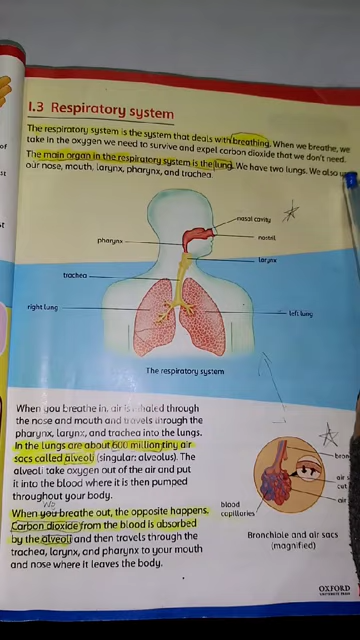 1.3 Respiratory system
The respiratory system is the system that deals with breathing. When we breathe, we
take in the oxygen we need to survive and expel carbon dioxide that we don't need.
The main organ in the respiratory system is the lung. We have two lungs. We also
our nose, mouth, larynx, pharynx, and trachea.
nasal cavity
pharynx
nostril
larynx
trachea
right lung
left lung
The respiratory system
When you breathe in, air is inhaled through
the nose and mouth and travels through the
pharynx, larynx, and trachea into the lungs.
In the lungs are about 600 million tiny air
sacs called alveoli (singular: alveolus). The
alveoli take oxygen out of the air and put
it into the blood where it is then pumped
throughout your body.
When you breathe out, the opposite happens.
Carbon dioxide from the blood is absorbed
by the alveoli and then travels through the
trachea, larynx, and pharynx to your mouth
and nose where it leaves the body.
bron
air s
cut
air
blood
capillaries
Bronchiole and air sacs
(magnified)
OXFORD
UNIVERSITY PRESS